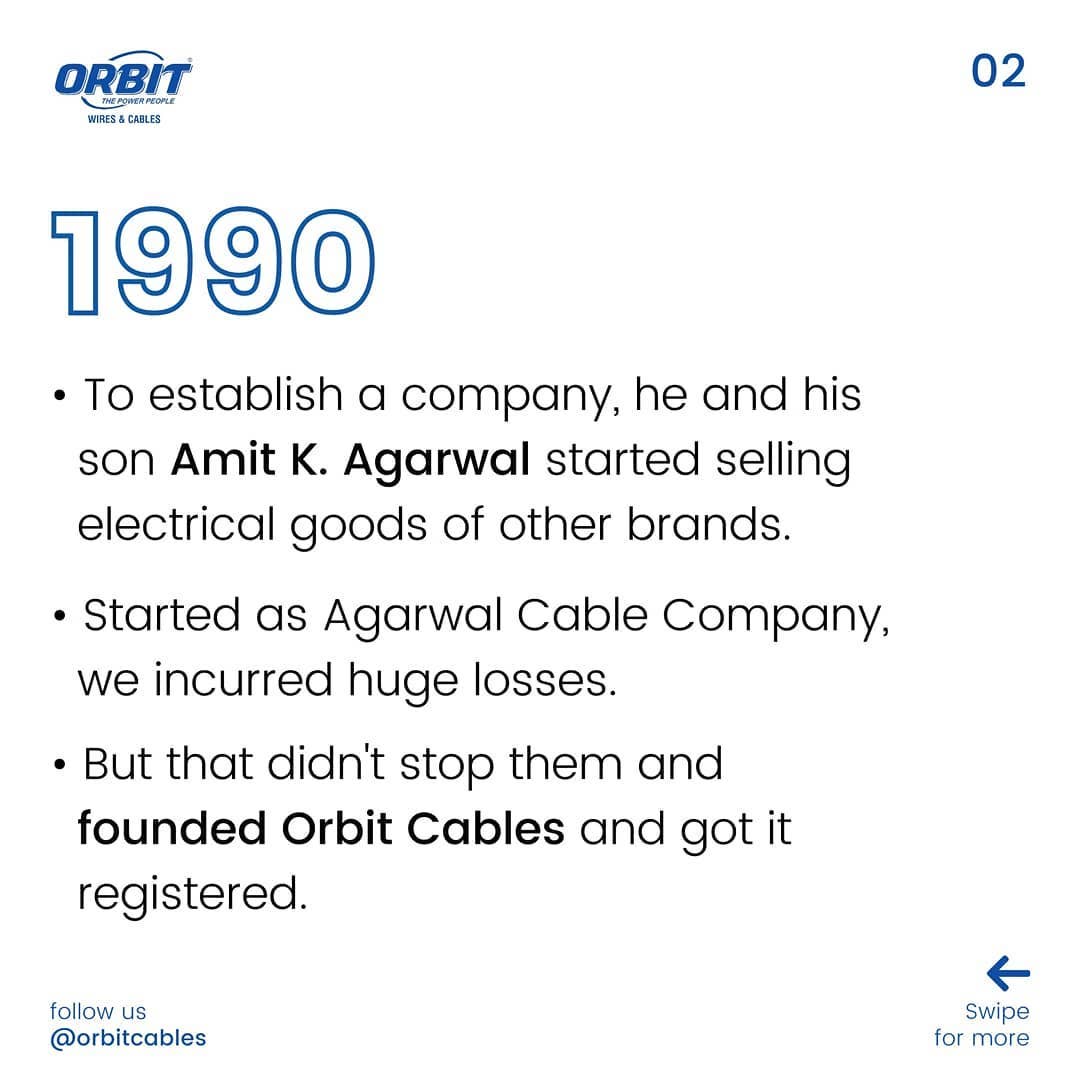 ORBIT
THE POWER PEOPLE
WIRES & CABLES
02
1990
• To establish a company, he and his
son Amit K. Agarwal started selling
electrical goods of other brands.
• Started as Agarwal Cable Company,
we incurred huge losses.
• But that didn't stop them and
founded Orbit Cables and got it
registered.
follow us
@orbitcables
Swipe
for more